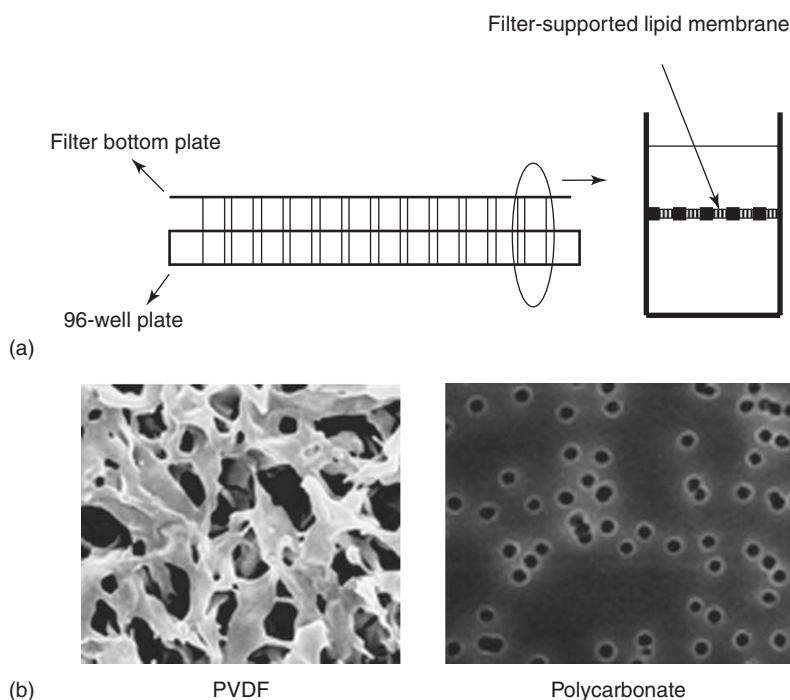 Filter-supported lipid membrane
Filter bottom plate
96-well plate
(a)
(b)
PVDF
Polycarbonate